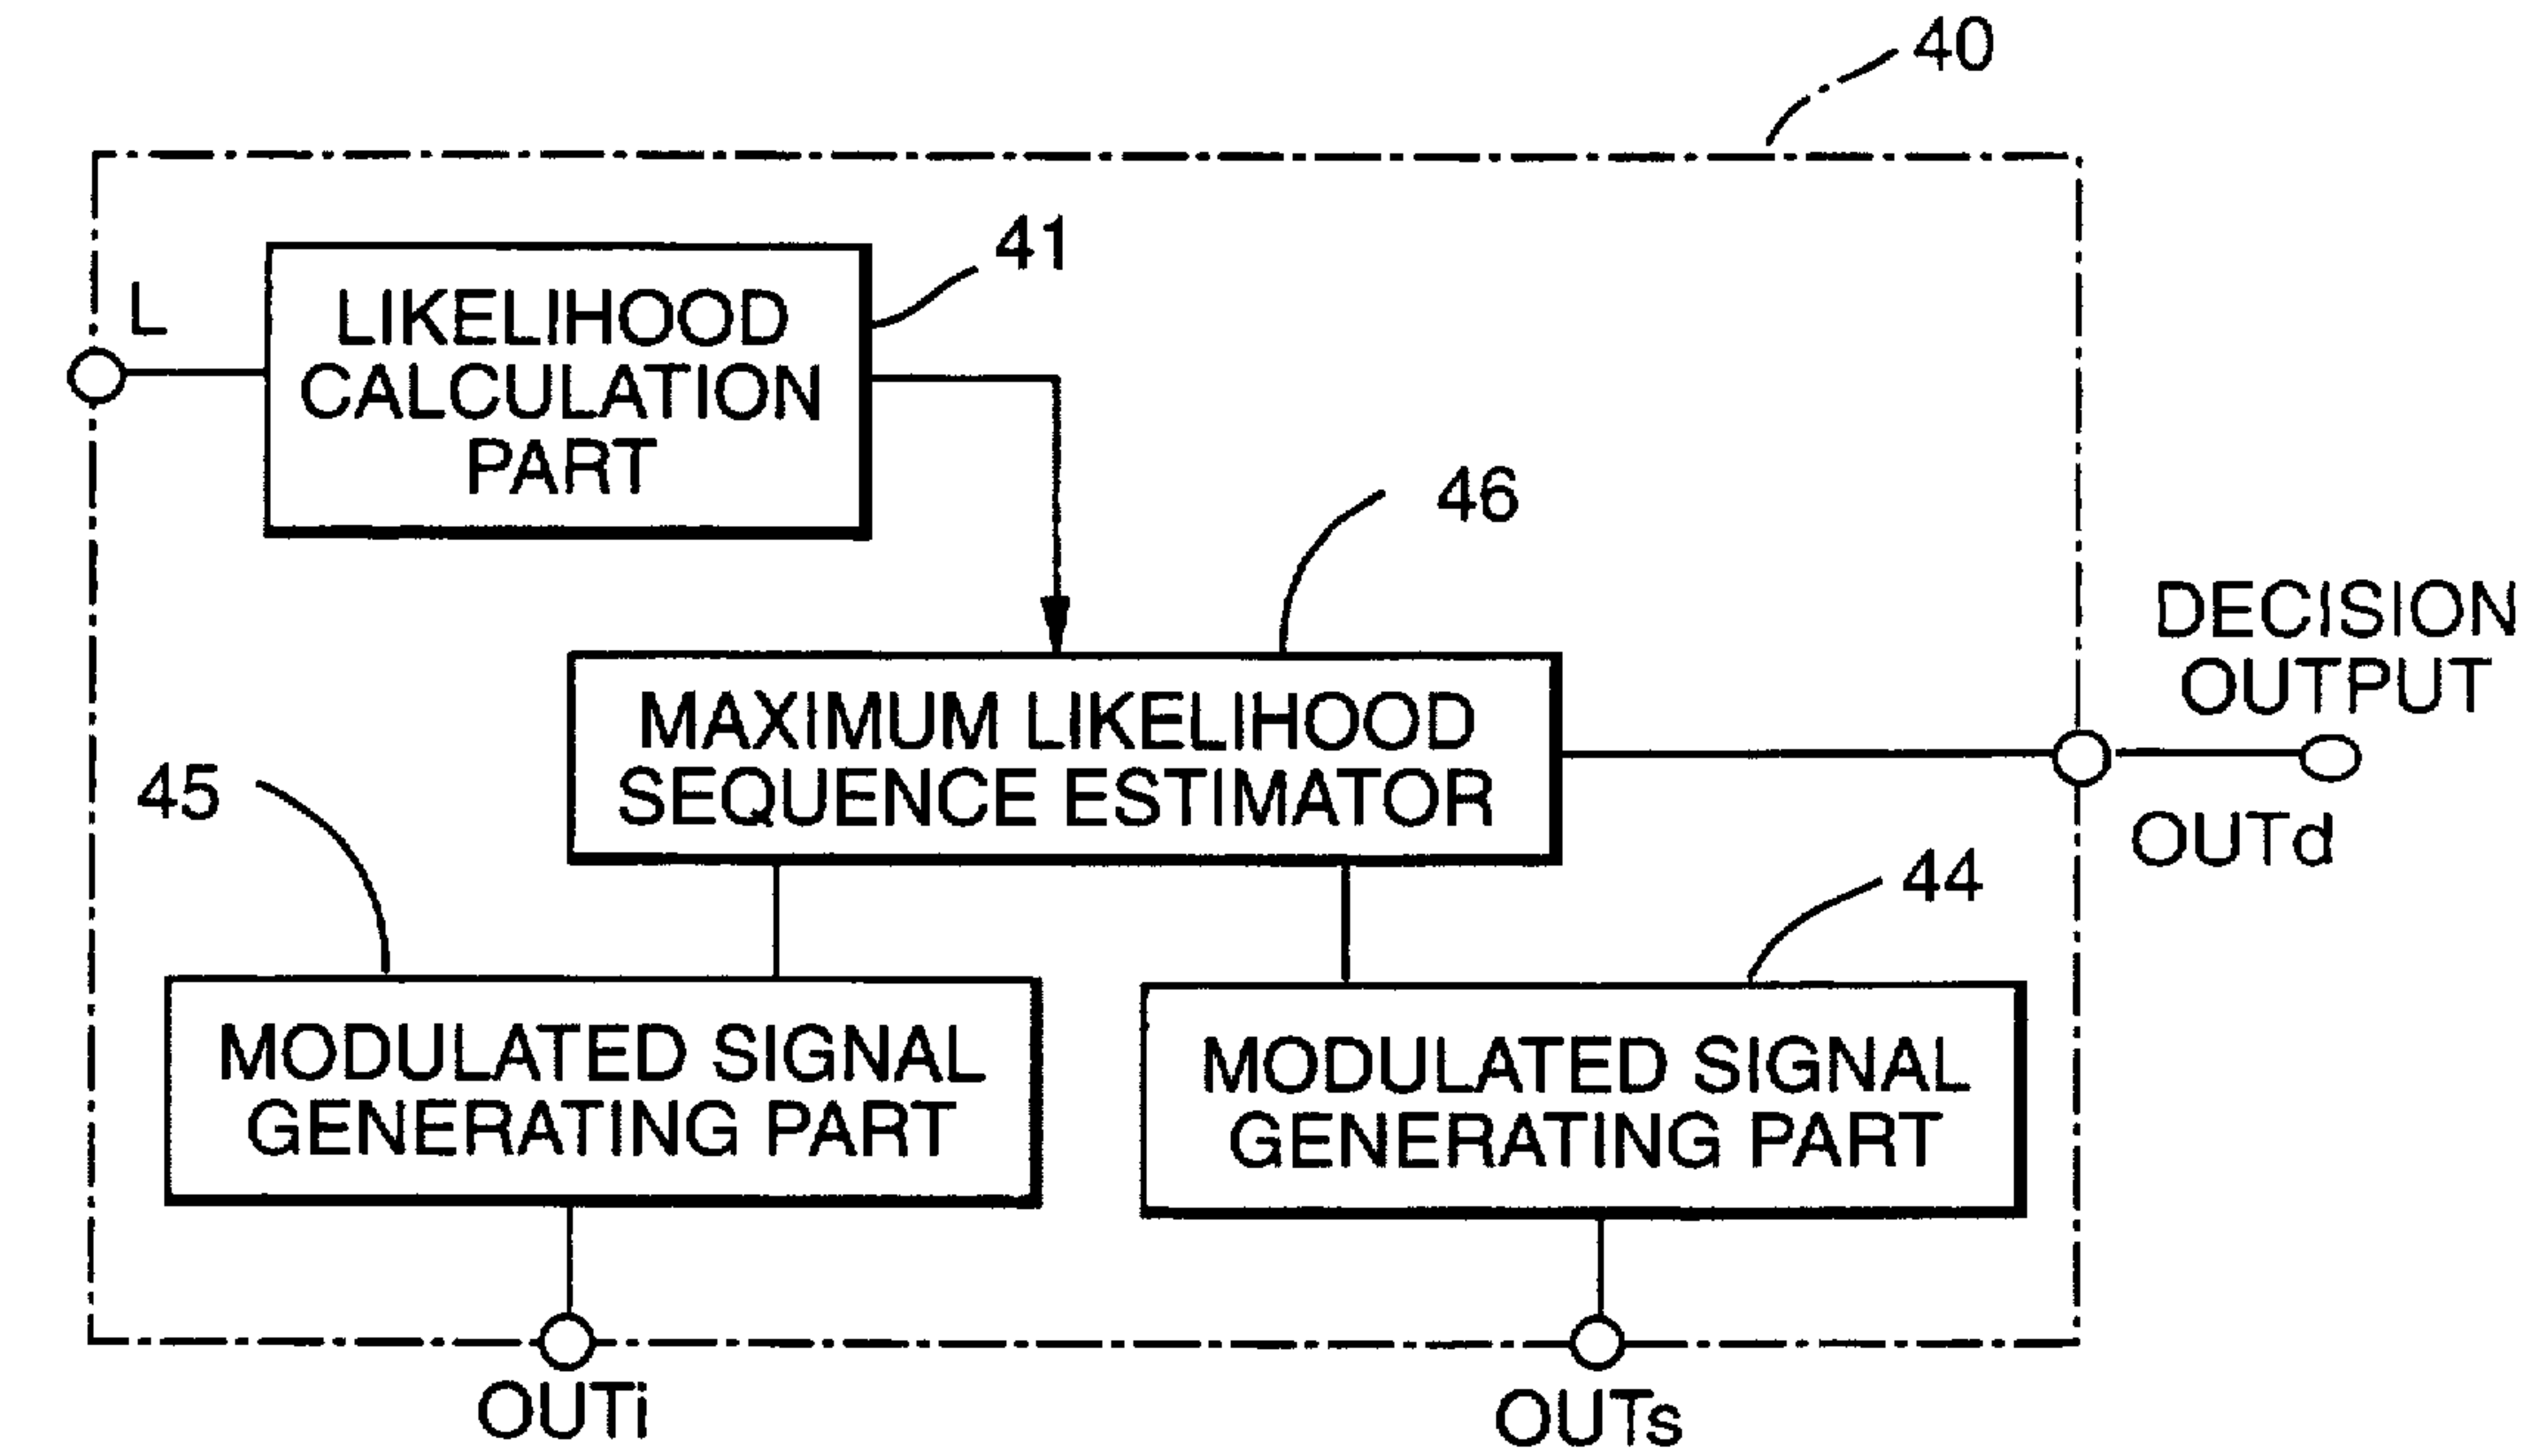 40
41
L
LIKELIHOOD
CALCULATION
PART
46
MAXIMUM LIKELIHOOD
SEQUENCE ESTIMATOR
DECISION
OUTPUT
OUTd
45
44
MODULATED SIGNAL
GENERATING PART
MODULATED SIGNAL
GENERATING PART
OUTi
OUTs